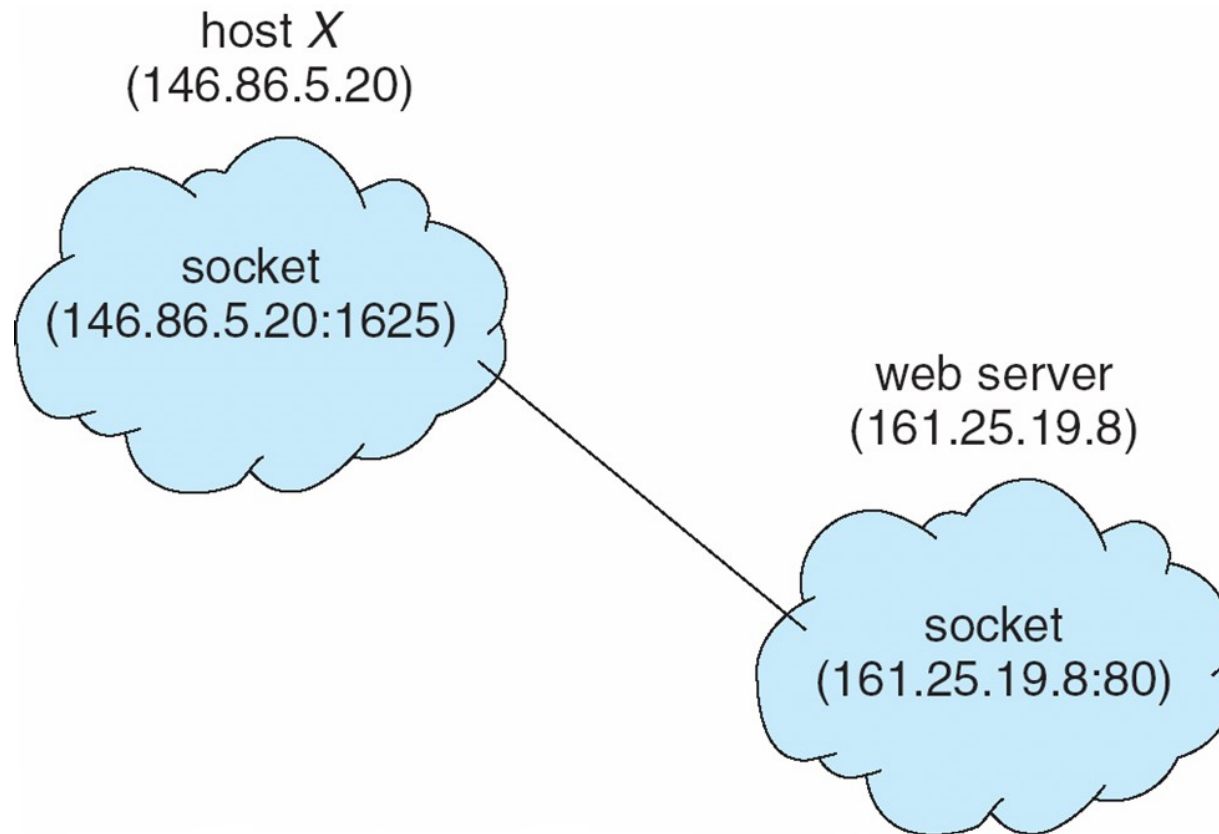 host X
(146.86.5.20)
socket
(146.86.5.20:1625)
web server
(161.25.19.8)
socket
(161.25.19.8:80)